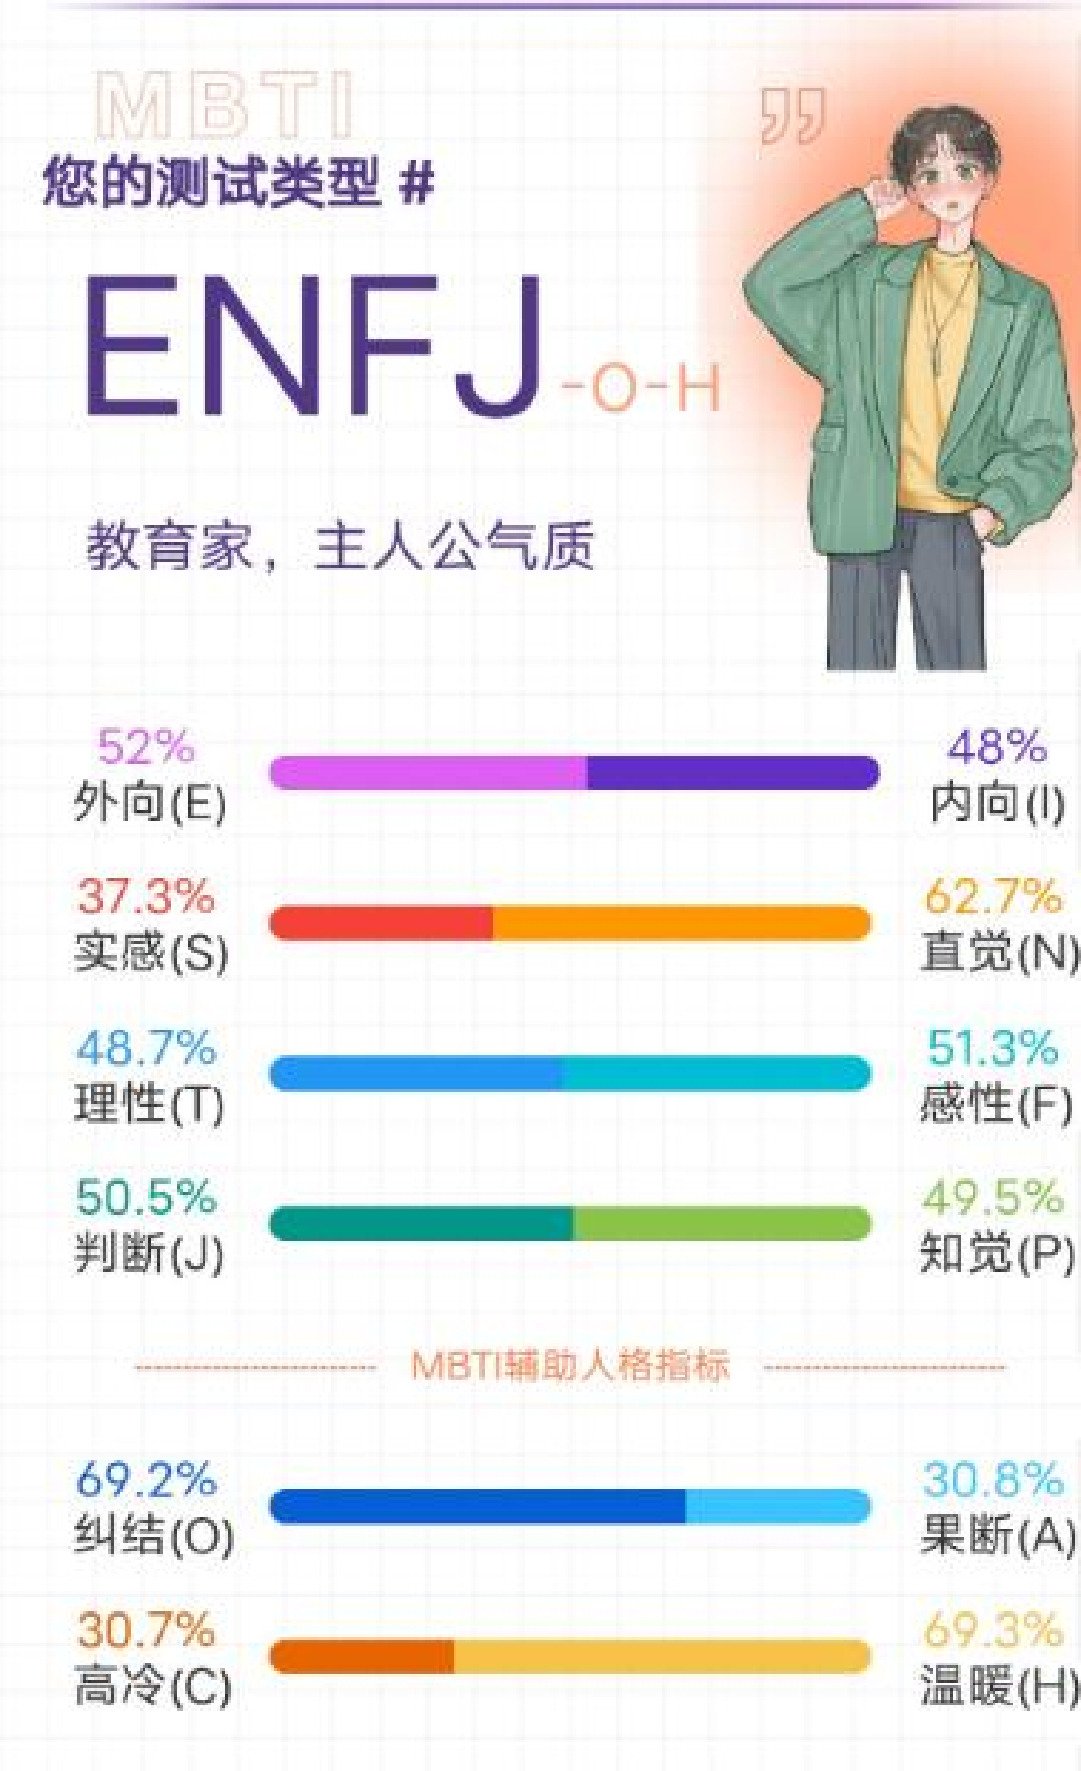 MBTI
您的测试类型 #
ENFJ-O-H
教育家，主人公气质
52% 48%
外向(E) 内向(I)
37.3% 62.7%
实感(S) 直觉(N)
48.7% 51.3%
理性(T) 感性(F)
50.5% 49.5%
判断(J) 知觉(P)
MBTI辅助人格指标
69.2% 30.8%
纠结(O) 果断(A)
30.7% 69.3%
高冷(C) 温暖(H)